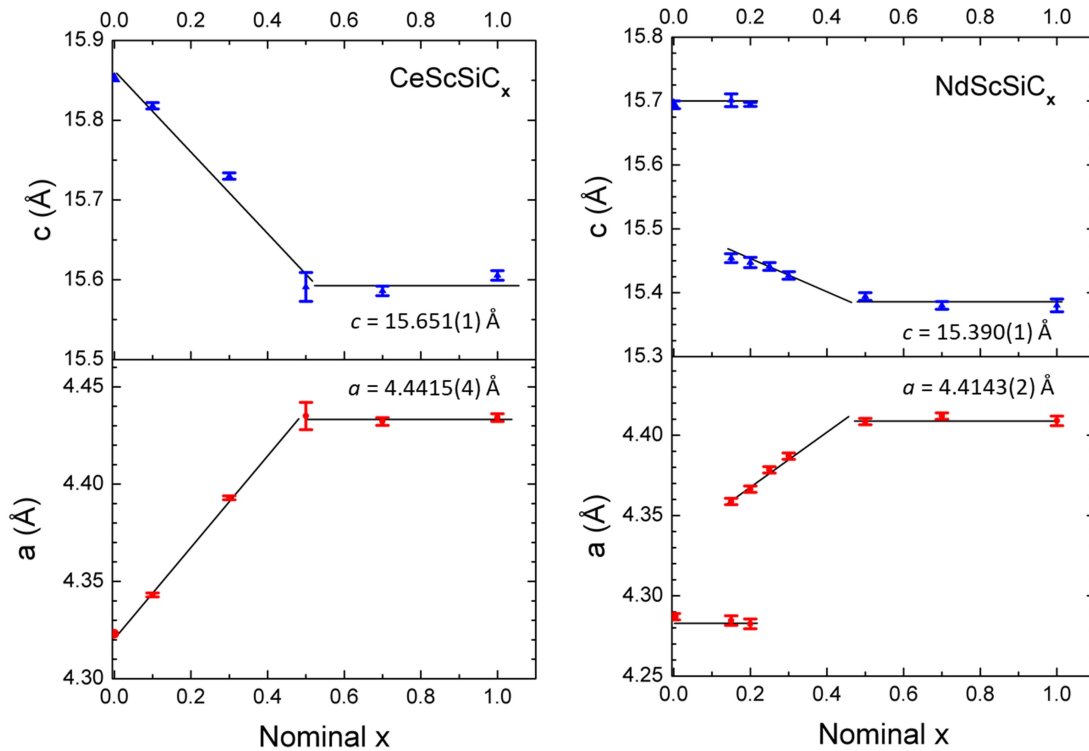 0.0 0.2 0.4 0.6 0.8 1.0
15.9
15.8
15.7
15.6
15.5
c (Å)
CeScSiCx
c = 15.651(1) Å
4.45
4.40
4.35
4.30
a (Å)
a = 4.4415(4) Å
0.0 0.2 0.4 0.6 0.8 1.0
Nominal x
0.0 0.2 0.4 0.6 0.8 1.0
15.8
15.7
15.6
15.5
15.4
15.3
c (Å)
NdScSiCx
c = 15.390(1) Å
4.40
4.35
4.30
4.25
a (Å)
a = 4.4143(2) Å
0.0 0.2 0.4 0.6 0.8 1.0
Nominal x